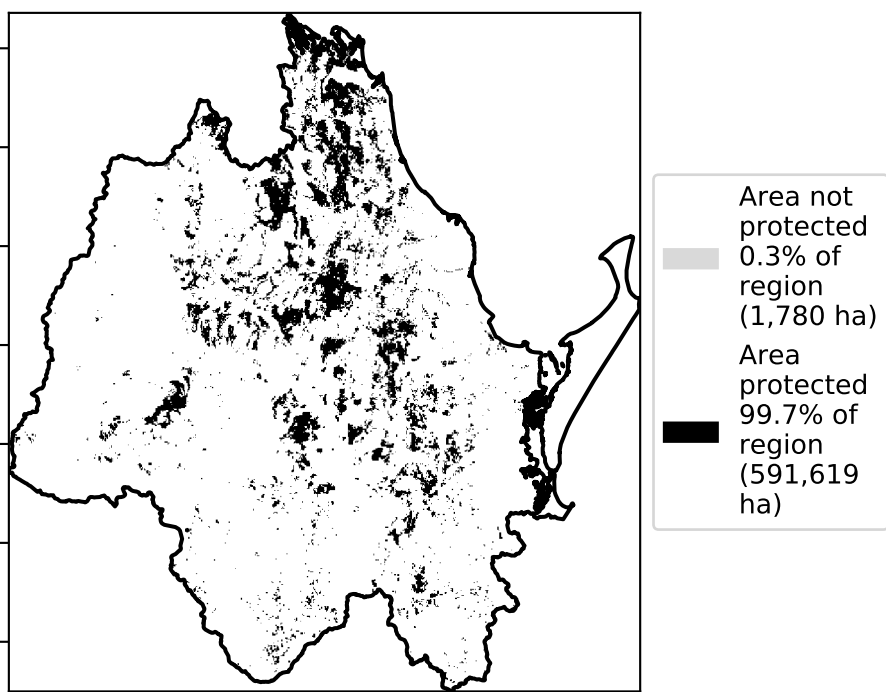 Area not
protected
0.3% of
region
(1,780 ha)
Area
protected
99.7% of
region
(591,619
ha)